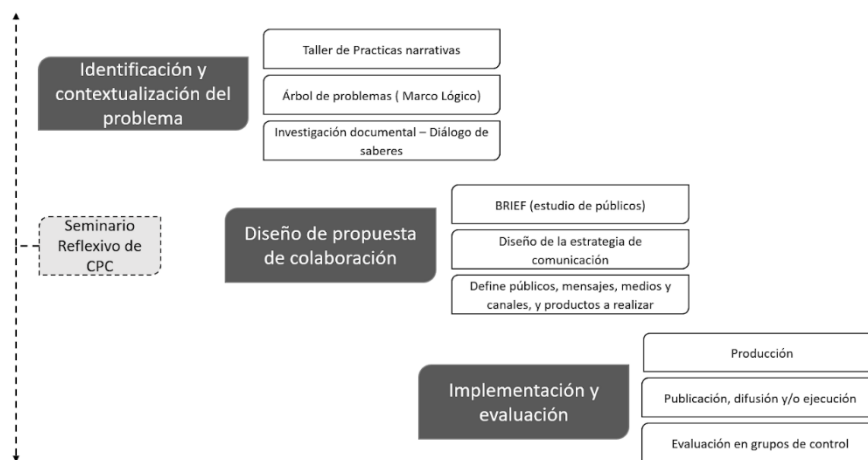 Identificación y
contextualización del
problema
Taller de Practicas narrativas
Árbol de problemas ( Marco Lógico)
Investigación documental – Diálogo de
saberes
Seminario
Reflexivo de
CPC
Diseño de propuesta
de colaboración
BRIEF (estudio de públicos)
Diseño de la estrategia de
comunicación
Define públicos, mensajes, medios y
canales, y productos a realizar
Implementación y
evaluación
Producción
Publicación, difusión y/o ejecución
Evaluación en grupos de control